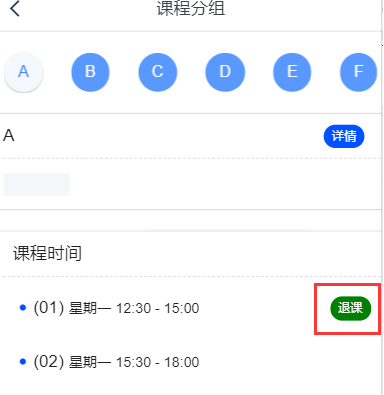 课程分组
A B C D E F
A 详情
课程时间
(01) 星期一 12:30 - 15:00 退课
(02) 星期一 15:30 - 18:00